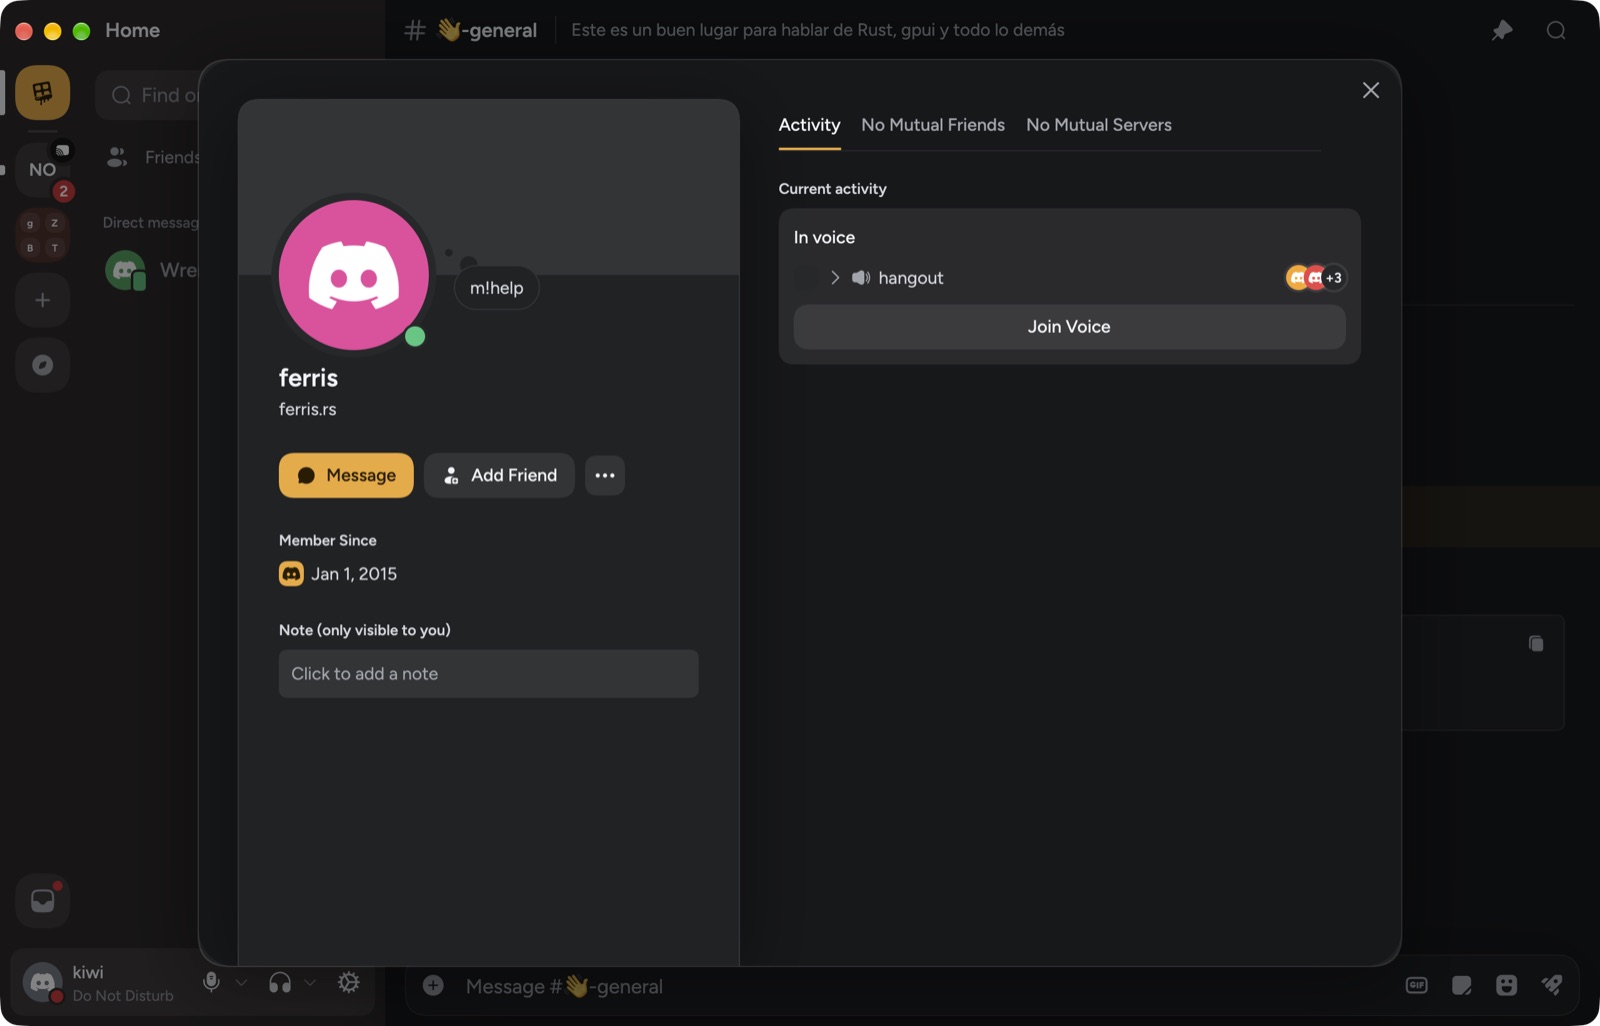 Home
👋-general
Este es un buen lugar para hablar de Rust, gpui y todo lo demás
Find o
NO
2
Friends
g Z
B T
Direct messag
Wre
m!help
ferris
ferris.rs
Message
Add Friend
Member Since
Jan 1, 2015
Note (only visible to you)
Click to add a note
Activity
No Mutual Friends
No Mutual Servers
Current activity
In voice
hangout
+3
Join Voice
kiwi
Do Not Disturb
Message #👋-general
GIF